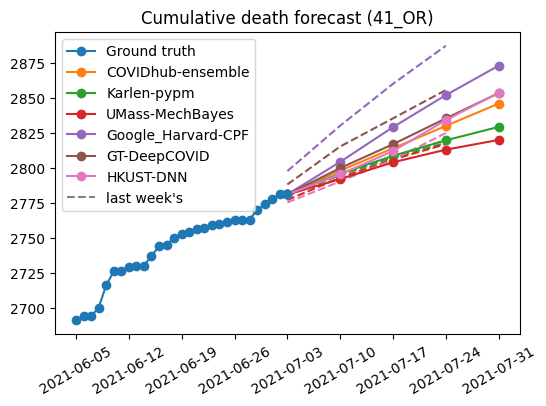 Cumulative death forecast (41_OR)
Ground truth
COVIDhub-ensemble
Karlen-pypm
UMass-MechBayes
Google_Harvard-CPF
GT-DeepCOVID
HKUST-DNN
last week's
2875
2850
2825
2800
2775
2750
2725
2700
2021-06-05
2021-06-12
2021-06-19
2021-06-26
2021-07-03
2021-07-10
2021-07-17
2021-07-24
2021-07-31